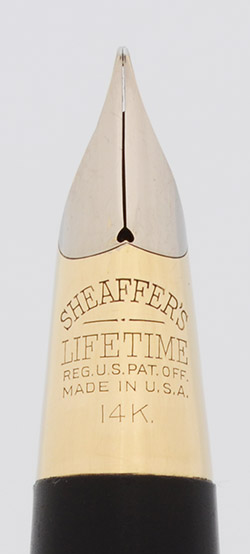 SHEAFFER'S
LIFETIME
REG. U.S. PAT. OFF.
MADE IN U.S.A.
14K.